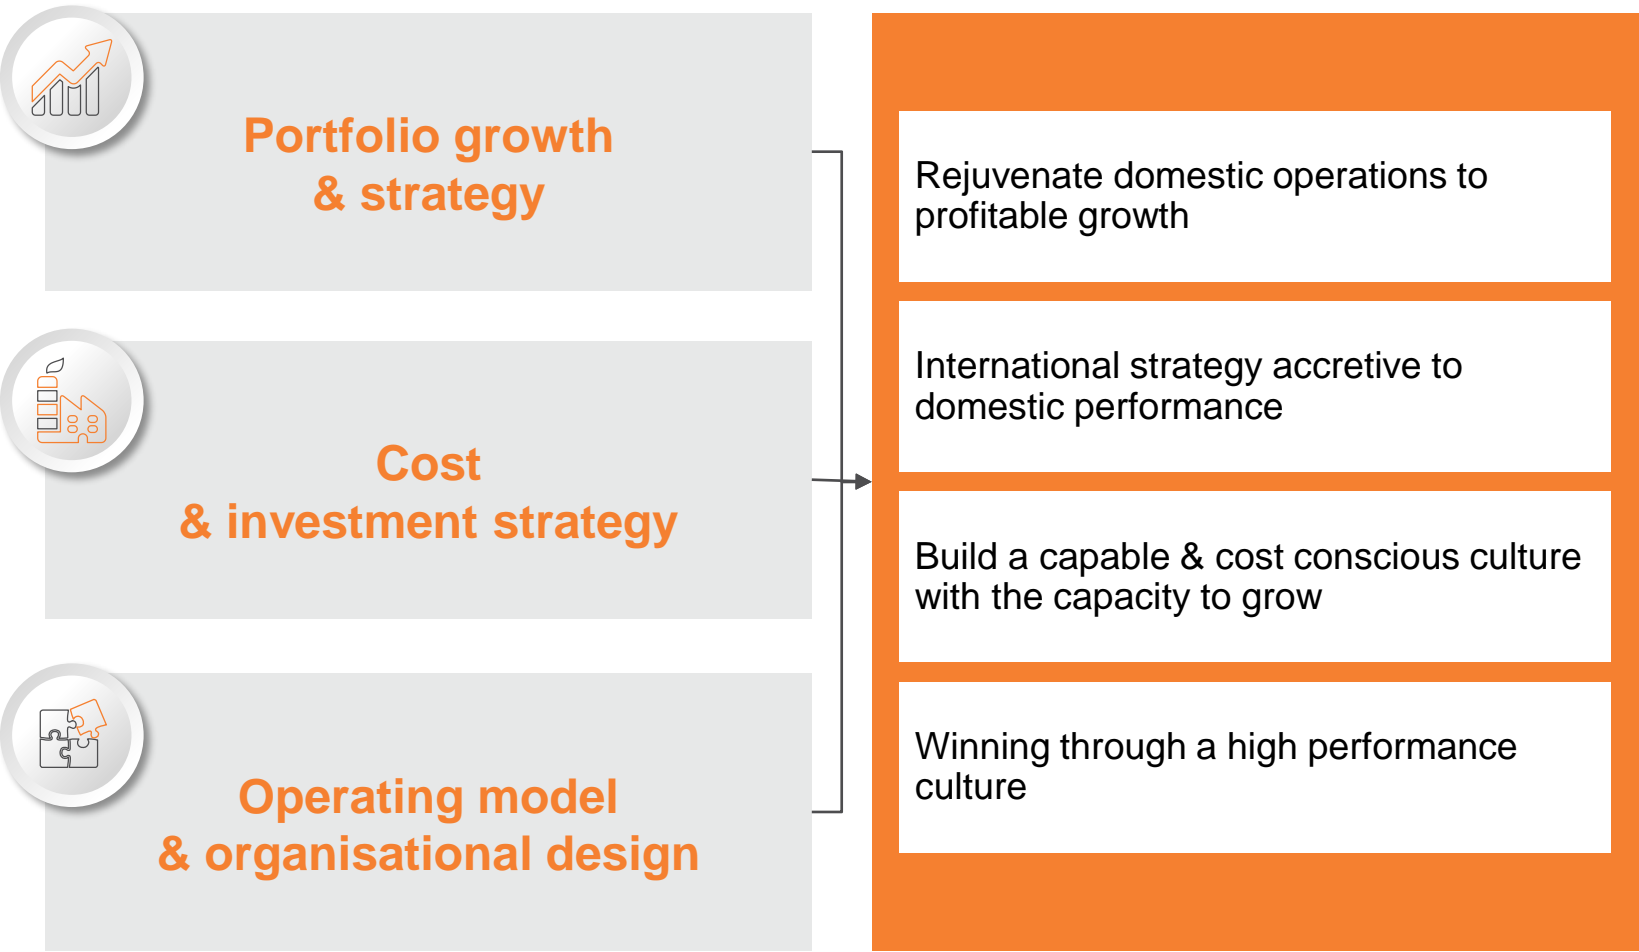 Portfolio growth
& strategy
Cost
& investment strategy
Operating model
& organisational design
Rejuvenate domestic operations to
profitable growth
International strategy accretive to
domestic performance
Build a capable & cost conscious culture
with the capacity to grow
Winning through a high performance
culture